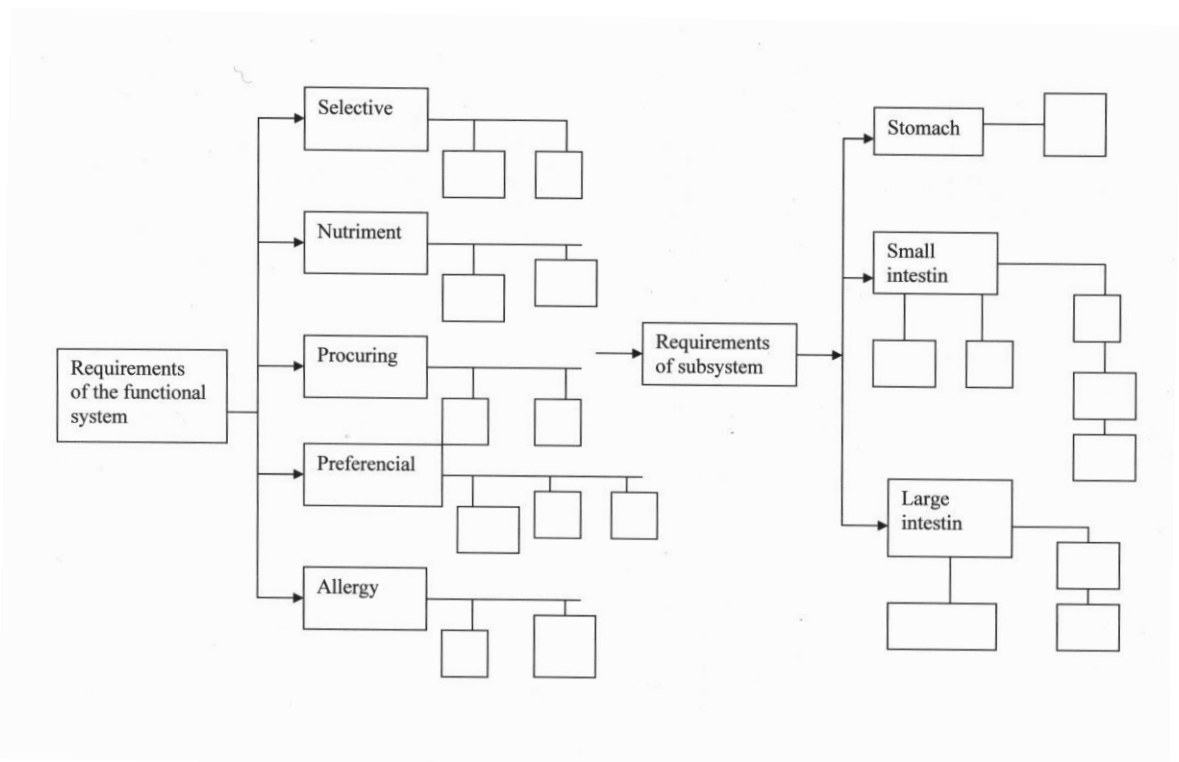 Selective
Nutriment
Procuring
Preferencial
Allergy
Requirements
of the functional
system
Requirements
of subsystem
Stomach
Small
intestin
Large
intestin